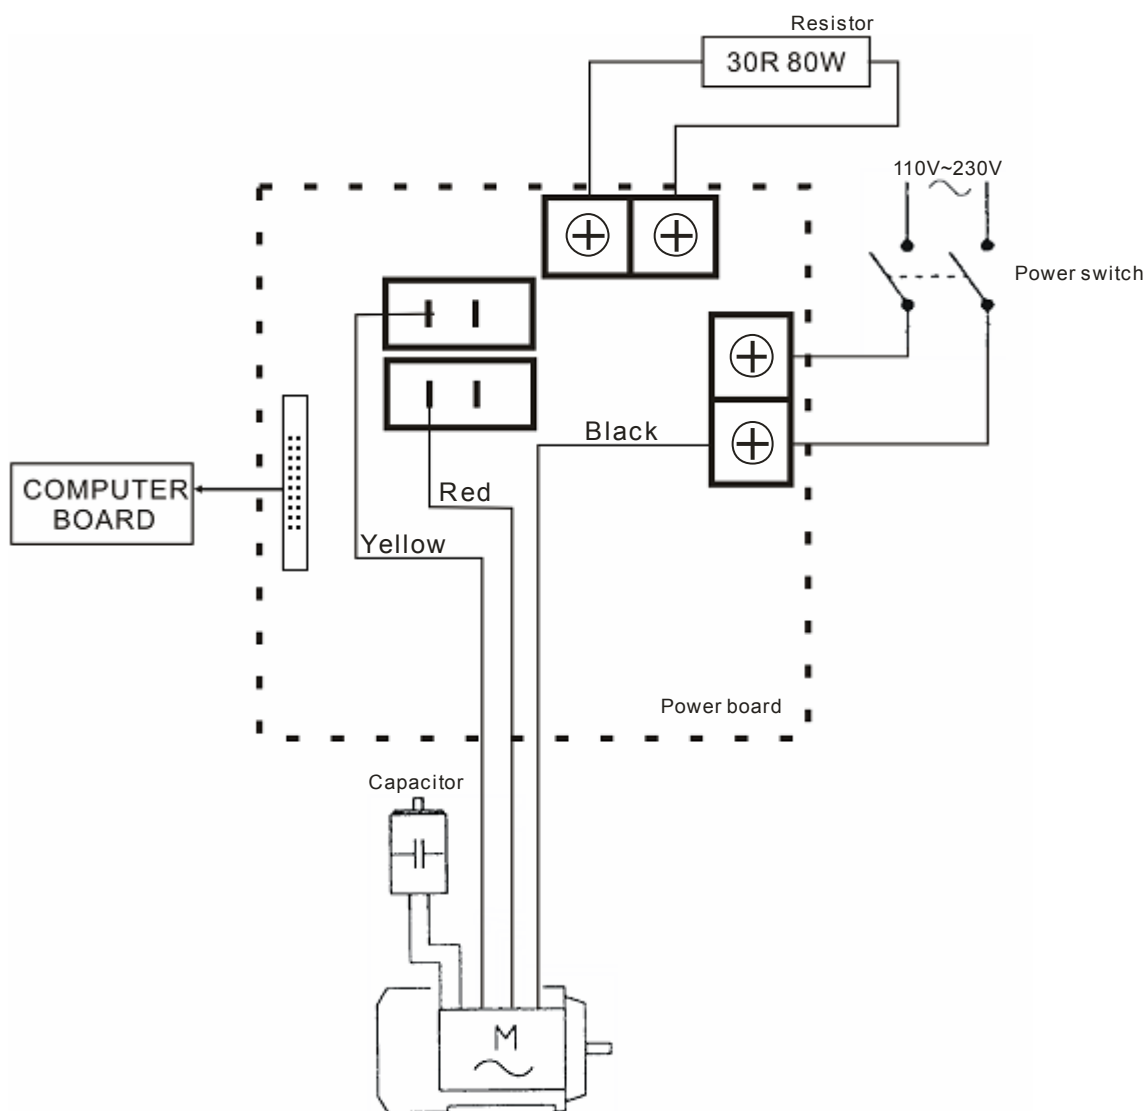 Resistor
30R 80W
110V~230V
Power switch
Black
Red
COMPUTER
BOARD
Yellow
Power board
Capacitor
M